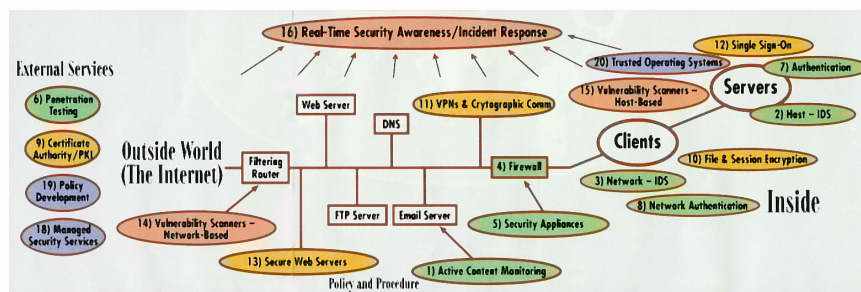 16) Real-Time Security Awareness/Incident Response
12) Single Sign-On
20) Trusted Operating Systems
7) Authentication
External Services
6) Penetration
Testing
Web Server
11) VPNs & Crytographic Comm
15) Vulnerability Scanners –
Host-Based
Servers
2) Host – IDS
DNS
9) Certificate
Authority/PKI
Outside World
(The Internet)
Filtering
Router
4) Firewall
Clients
10) File & Session Encryption
3) Network – IDS
19) Policy
Development
8) Network Authentication
Inside
14) Vulnerability Scanners –
Network-Based
FTP Server
Email Server
5) Security Appliances
18) Managed
Security Services
13) Secure Web Servers
1) Active Content Monitoring
Policy and Procedure